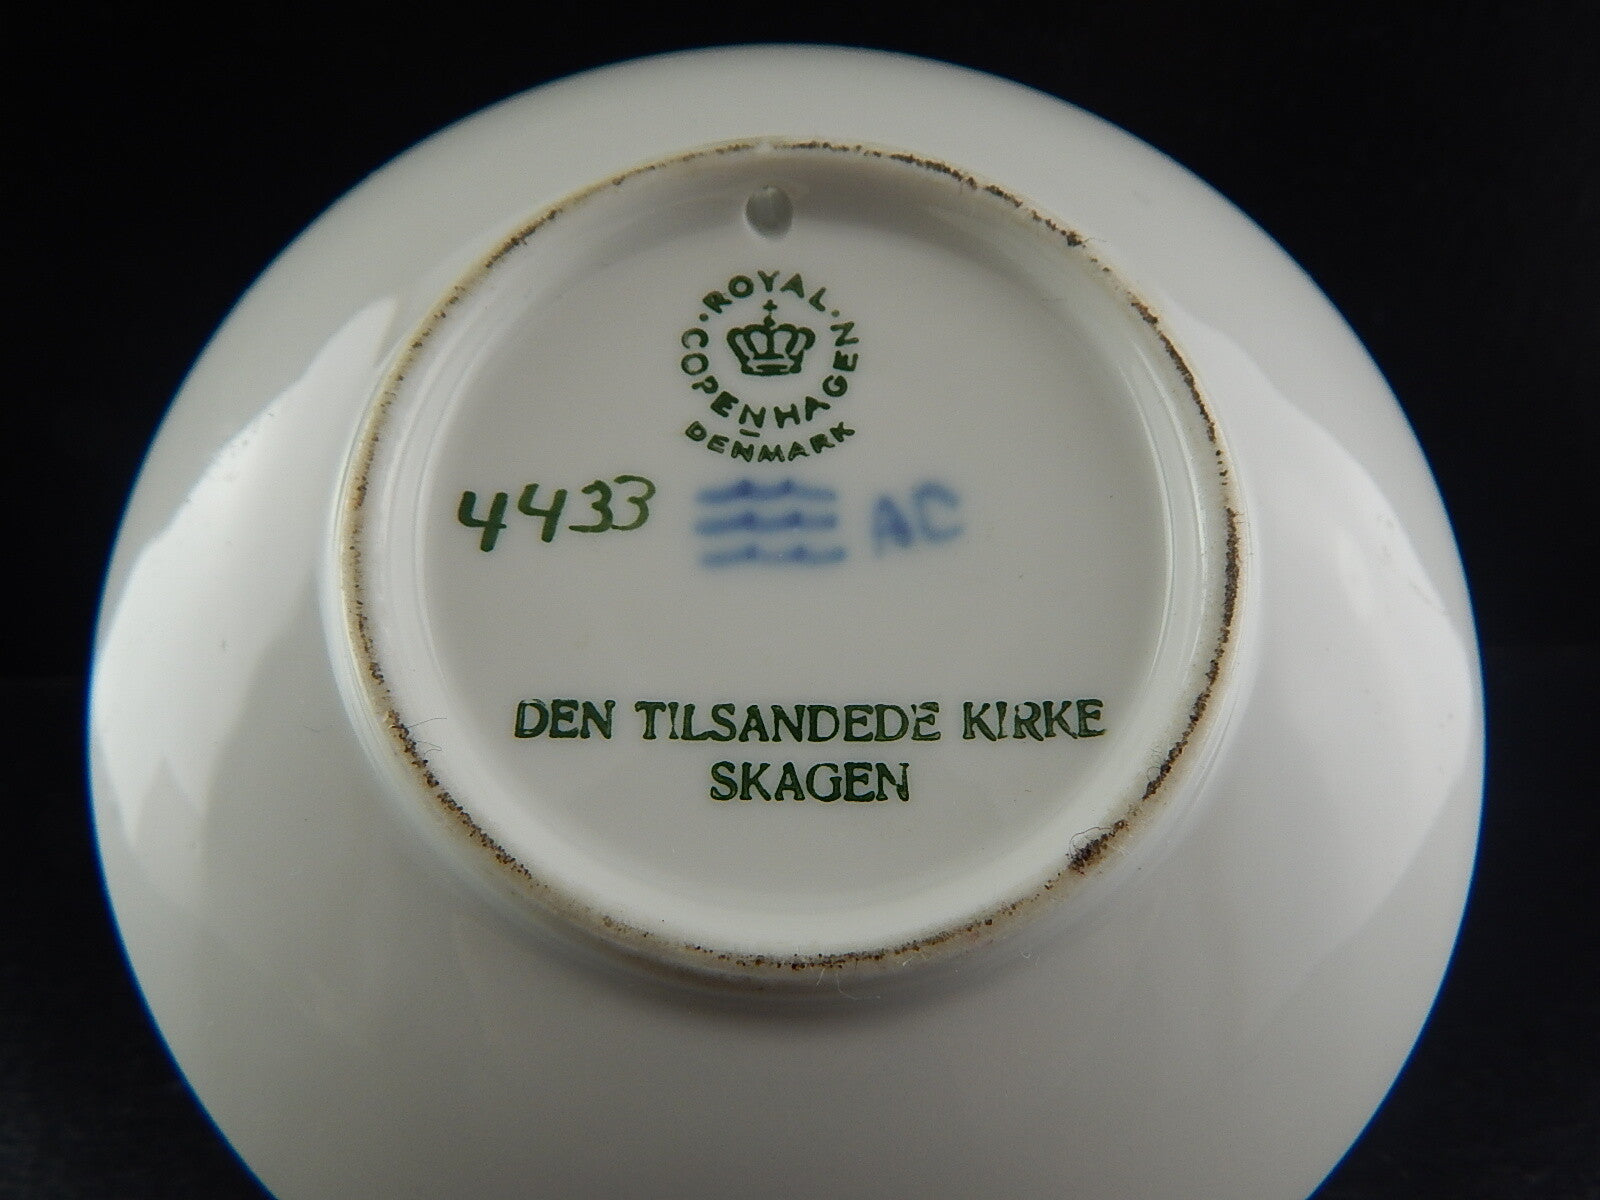 ROYAL
COPENHAGEN
DENMARK
4433 AC
DEN TILSANDEDE KIRKE
SKAGEN